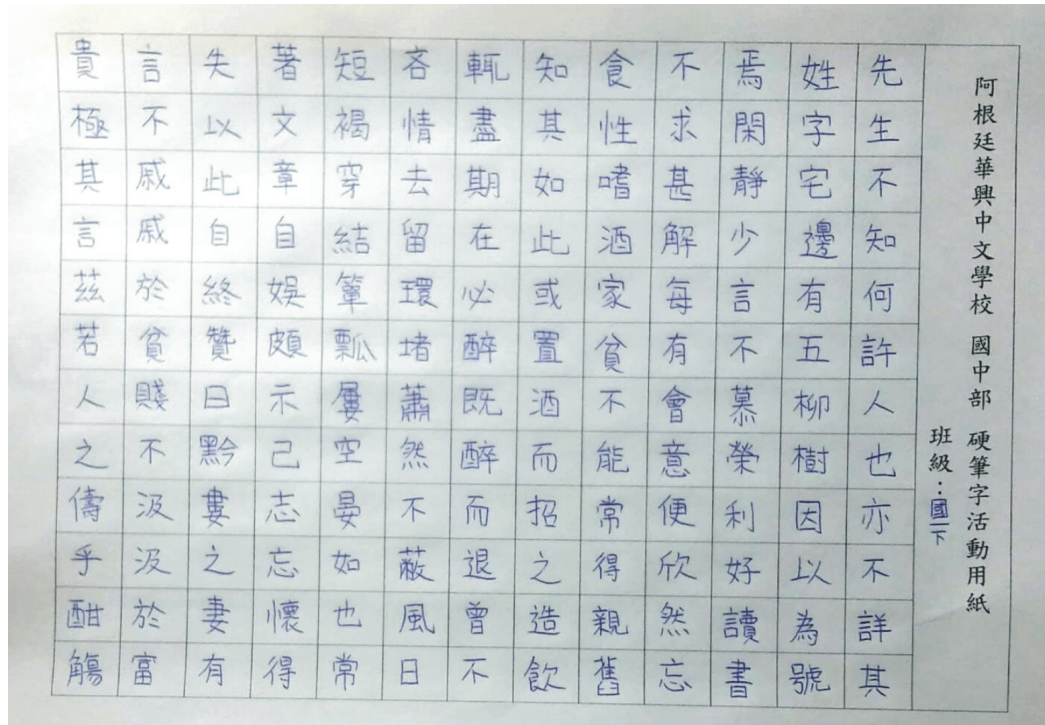 阿根廷華興中文學校 國中部 硬筆字活動用紙
班級：國一下
先生不知何許人也亦不詳其
姓字宅邊有五柳樹因以為號
焉閑靜少言不慕榮利好讀書
不求甚解每有會意便欣然忘
食性嗜酒家貧不能常得親舊
知其如此或置酒而招之造飲
輒盡期在必醉既醉而退曾不
吝情去留環堵蕭然不蔽風日
短褐穿結簞瓢屢空晏如也常
著文章自娛頗示己志忘懷得
失以此自終贊曰黔婁之妻有
言不戚戚於貧賤不汲汲於富
貴極其言茲若人之儔乎酣觴